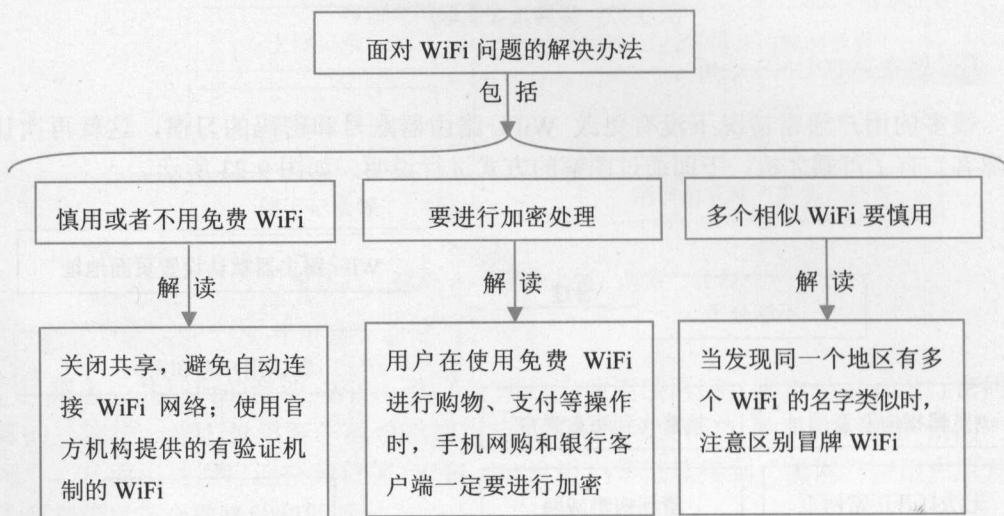 面对 WiFi 问题的解决办法
包 括
慎用或者不用免费 WiFi
要进行加密处理
多个相似 WiFi 要慎用
解 读
解 读
解 读
关闭共享，避免自动连
接 WiFi 网络；使用官
方机构提供的有验证机
制的 WiFi
用户在使用免费 WiFi
进行购物、支付等操作
时，手机网购和银行客
户端一定要进行加密
当发现同一个地区有多
个 WiFi 的名字类似时，
注意区别冒牌 WiFi